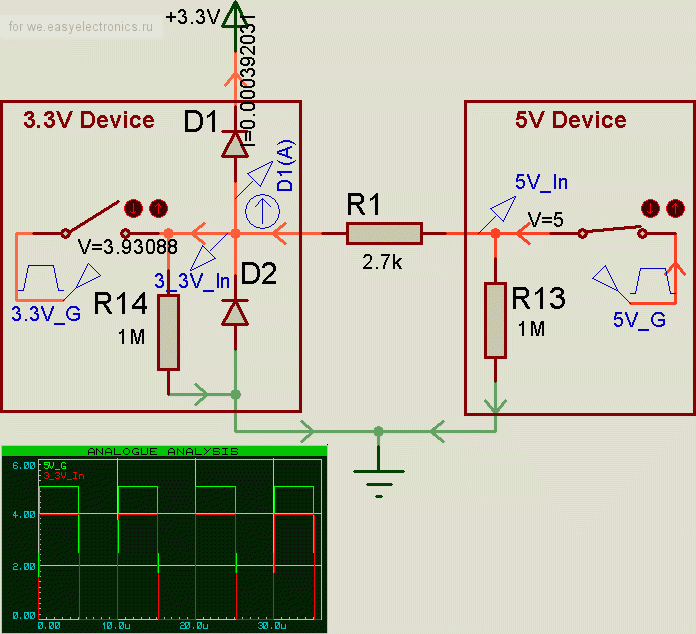 for we.easyelectronics.ru
+3.3V
I=0.000392031
3.3V Device
D1
5V Device
D1(A)
5V_In
R1
V=5
V=3.93088
2.7k
3_3V_In
D2
3.3V_G
R14
1M
R13
1M
5V_G
ANALOGUE ANALYSIS
6.00
5V_G
3_3V_In
4.00
2.00
0.00
0.00
10.0u
20.0u
30.0u